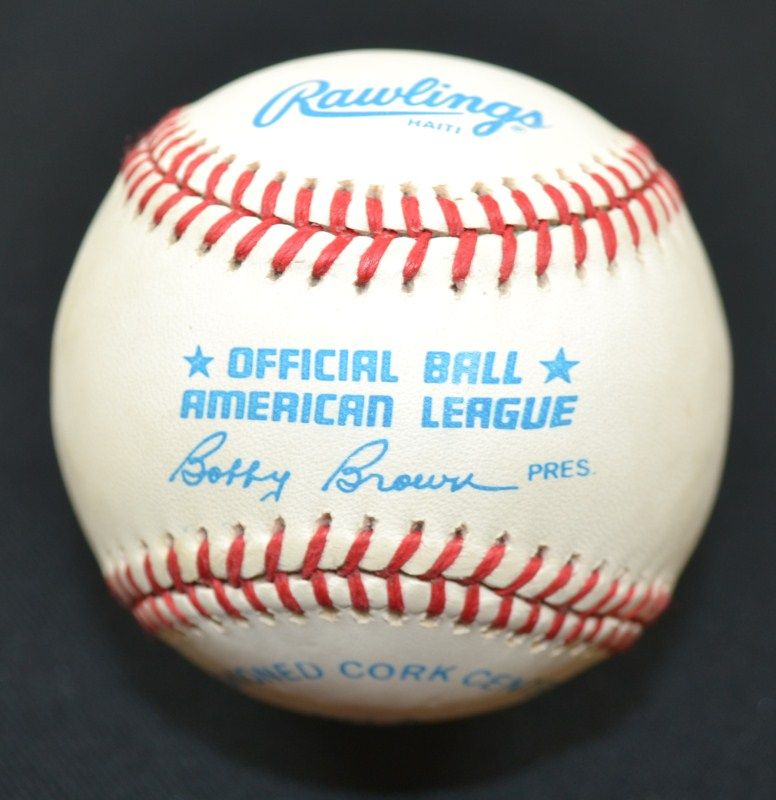 Rawlings®
HAITI
★ OFFICIAL BALL ★
AMERICAN LEAGUE
Bobby Brown PRES.
CORK